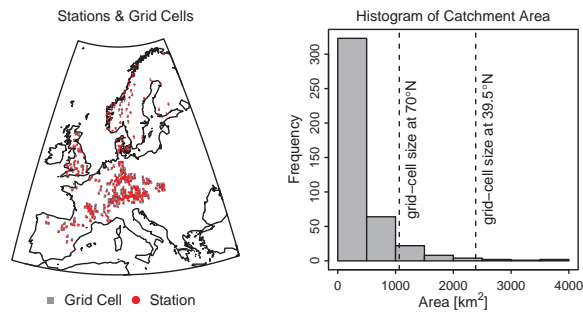 Stations & Grid Cells
Grid Cell
Station
Histogram of Catchment Area
Frequency
0
50
100
150
200
250
300
grid−cell size at 70°N
grid−cell size at 39.5°N
0 1000 2000 3000 4000
Area [km²]